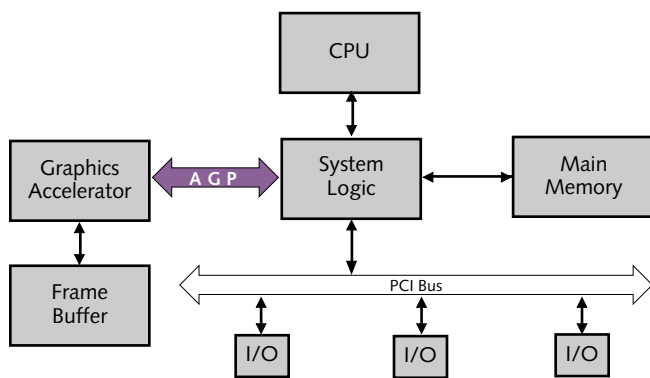 CPU
Graphics
Accelerator
A G P
System
Logic
Main
Memory
PCI Bus
Frame
Buffer
I/O
I/O
I/O